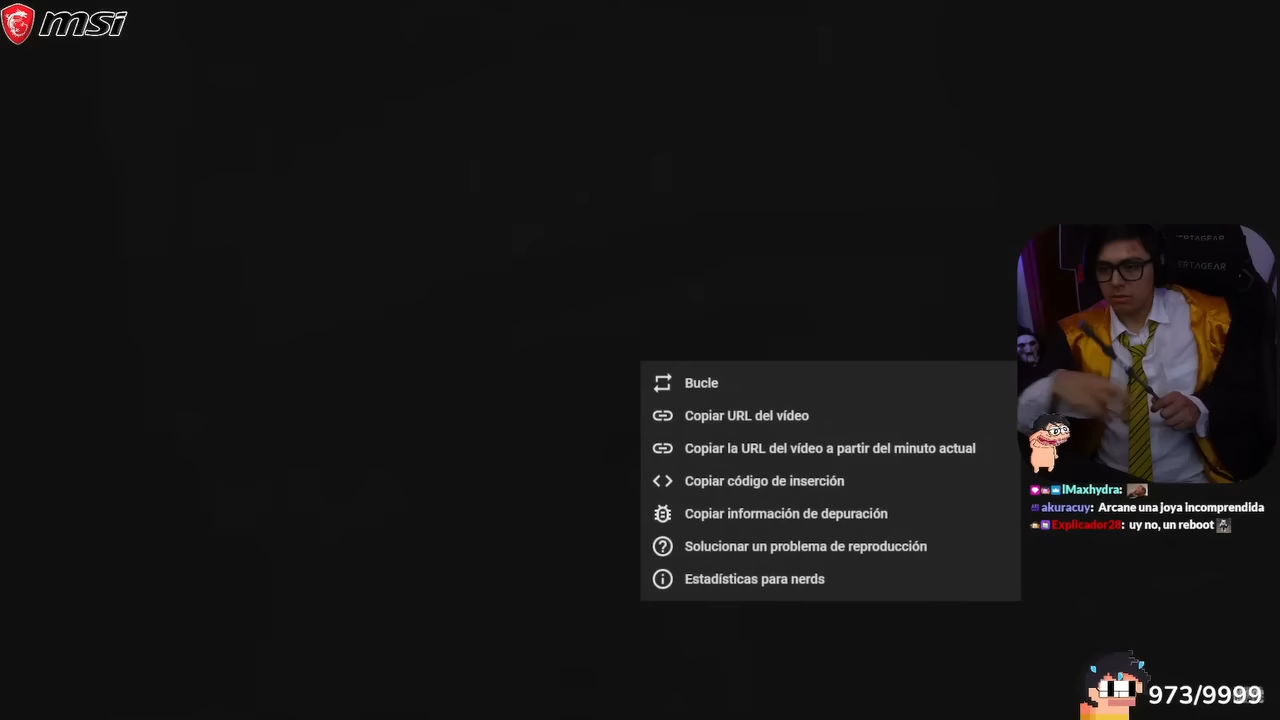 msi
ERTAGEAR
ERTAGEAR
Bucle
Copiar URL del vídeo
Copiar la URL del vídeo a partir del minuto actual
Copiar código de inserción
Copiar información de depuración
Solucionar un problema de reproducción
Estadísticas para nerds
lMaxhydra:
akuracuy: Arcane una joya incomprendida
Explicador28: uy no, un reboot
973/9999